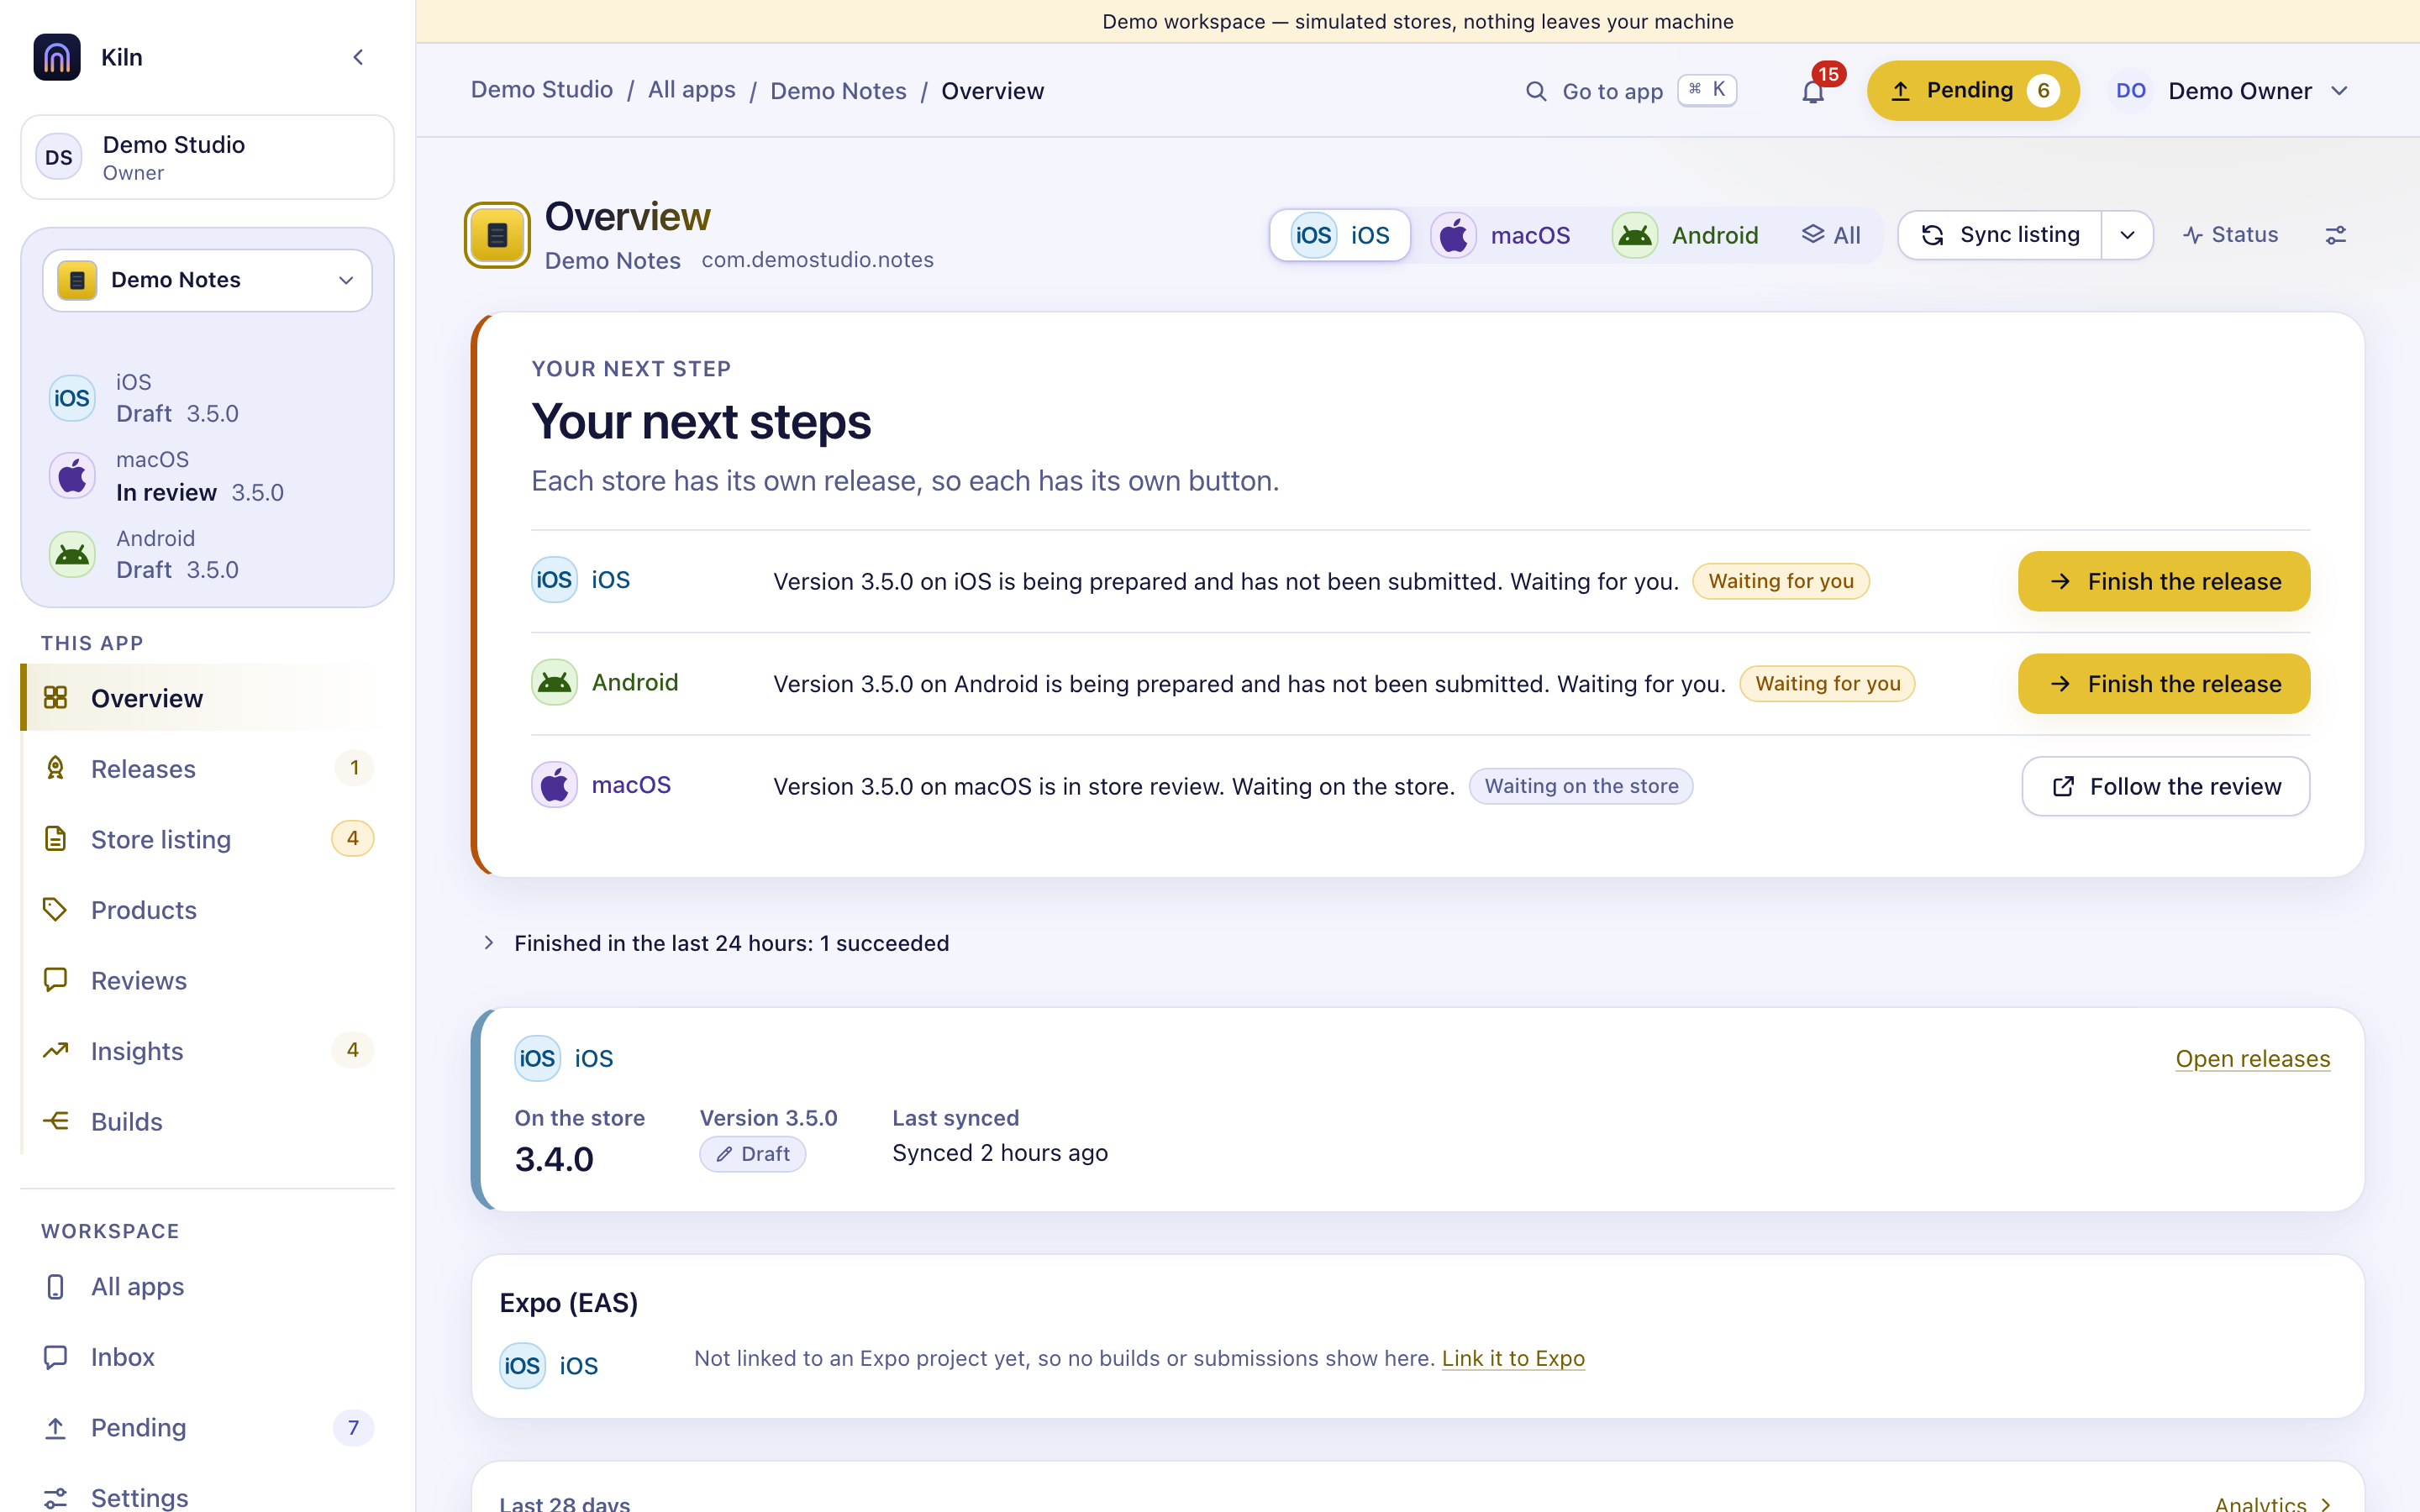 Demo workspace — simulated stores, nothing leaves your machine
Kiln
DS
Demo Studio
Owner
Demo Notes
iOS
iOS
Draft 3.5.0
macOS
In review 3.5.0
Android
Draft 3.5.0
THIS APP
Overview
Releases 1
Store listing 4
Products
Reviews
Insights 4
Builds
WORKSPACE
All apps
Inbox
Pending 7
Settings
Demo Studio / All apps / Demo Notes / Overview
Go to app ⌘ K
15
Pending 6
DO Demo Owner
Overview
Demo Notes com.demostudio.notes
iOS iOS macOS Android All
Sync listing
Status
YOUR NEXT STEP
Your next steps
Each store has its own release, so each has its own button.
iOS iOS Version 3.5.0 on iOS is being prepared and has not been submitted. Waiting for you. Waiting for you Finish the release
Android Version 3.5.0 on Android is being prepared and has not been submitted. Waiting for you. Waiting for you Finish the release
macOS Version 3.5.0 on macOS is in store review. Waiting on the store. Waiting on the store Follow the review
Finished in the last 24 hours: 1 succeeded
iOS iOS Open releases
On the store Version 3.5.0 Last synced
3.4.0 Draft Synced 2 hours ago
Expo (EAS)
iOS iOS Not linked to an Expo project yet, so no builds or submissions show here. Link it to Expo
Last 28 days Analytics